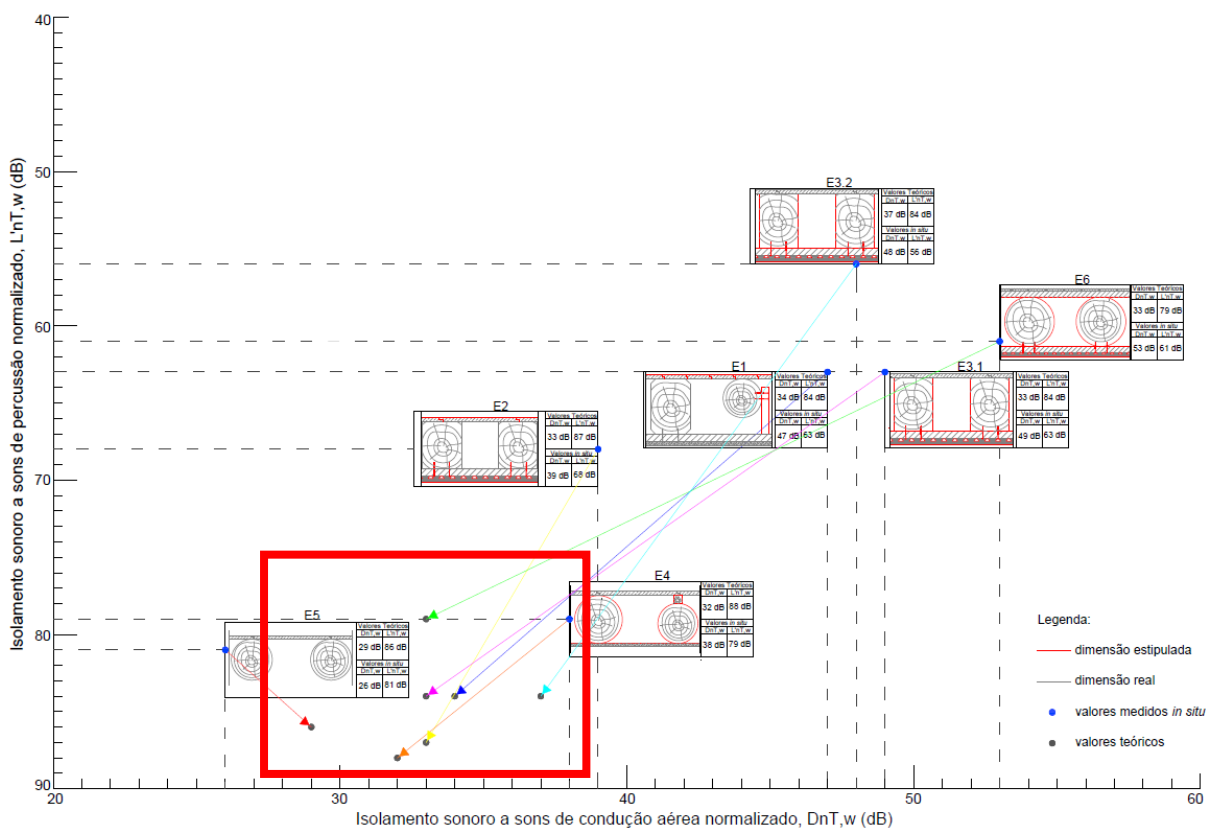 40
50
60
70
80
90
20
30
40
50
60
Isolamento sonoro a sons de percussão normalizado, L'nT,w (dB)
Isolamento sonoro a sons de condução aérea normalizado, DnT,w (dB)
E3.2
Valores Teóricos
DnT,w L'nT,w
37 dB 84 dB
Valores in situ
DnT,w L'nT,w
48 dB 56 dB
E6
Valores Teóricos
DnT,w L'nT,w
33 dB 79 dB
Valores in situ
DnT,w L'nT,w
53 dB 61 dB
E1
Valores Teóricos
DnT,w L'nT,w
34 dB 84 dB
Valores in situ
DnT,w L'nT,w
47 dB 63 dB
E3.1
Valores Teóricos
DnT,w L'nT,w
33 dB 84 dB
Valores in situ
DnT,w L'nT,w
49 dB 63 dB
E2
Valores Teóricos
DnT,w L'nT,w
33 dB 87 dB
Valores in situ
DnT,w L'nT,w
39 dB 68 dB
E4
Valores Teóricos
DnT,w L'nT,w
32 dB 88 dB
Valores in situ
DnT,w L'nT,w
38 dB 79 dB
E5
Valores Teóricos
DnT,w L'nT,w
29 dB 86 dB
Valores in situ
DnT,w L'nT,w
26 dB 81 dB
Legenda:
dimensão estipulada
dimensão real
valores medidos in situ
valores teóricos